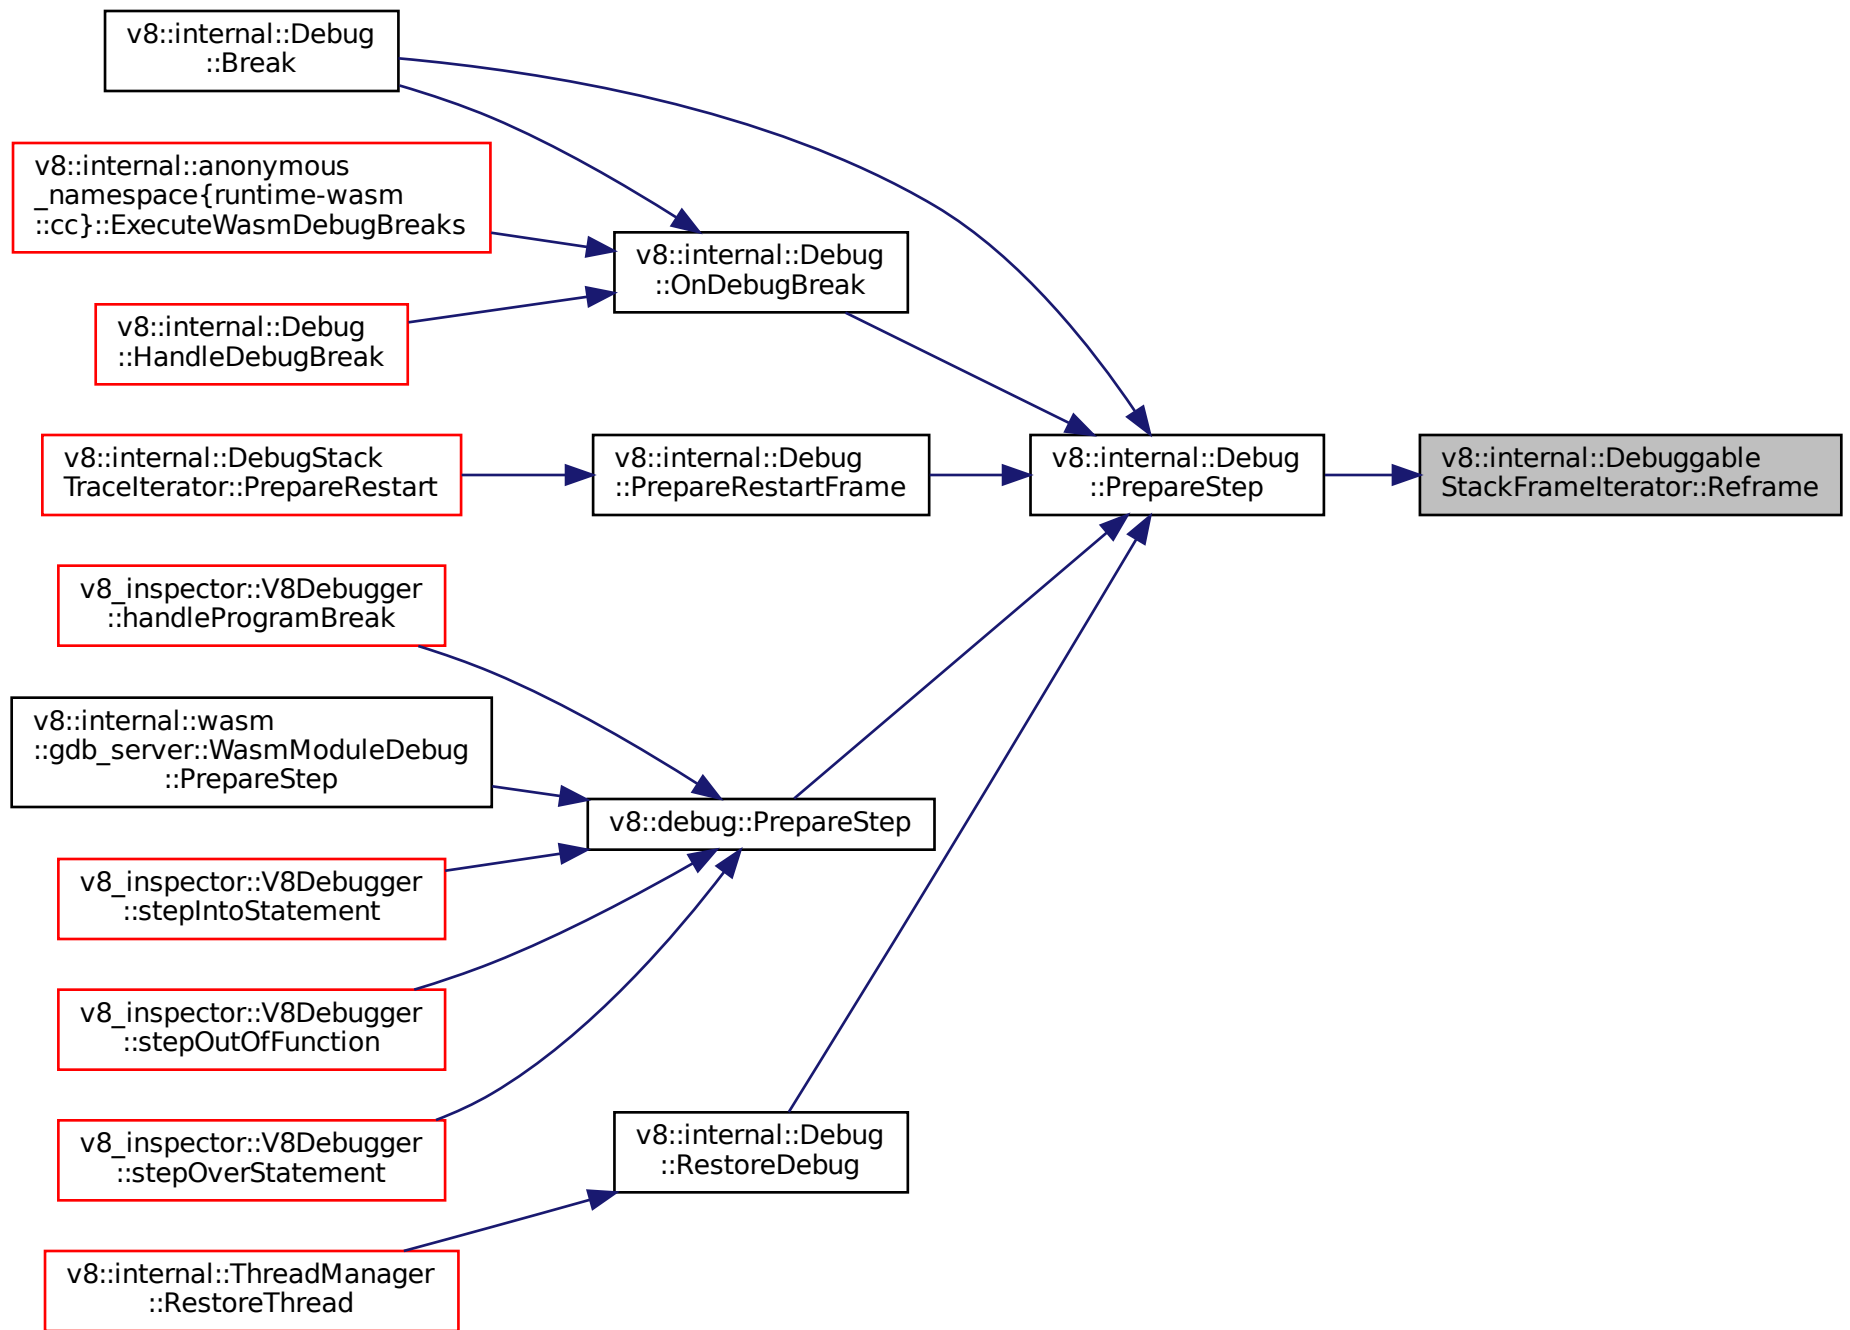 v8::internal::Debug
::Break
v8::internal::anonymous
_namespace{runtime-wasm
::cc}::ExecuteWasmDebugBreaks
v8::internal::Debug
::OnDebugBreak
v8::internal::Debug
::HandleDebugBreak
v8::internal::DebugStack
TraceIterator::PrepareRestart
v8::internal::Debug
::PrepareRestartFrame
v8::internal::Debug
::PrepareStep
v8::internal::Debuggable
StackFrameIterator::Reframe
v8_inspector::V8Debugger
::handleProgramBreak
v8::internal::wasm
::gdb_server::WasmModuleDebug
::PrepareStep
v8::debug::PrepareStep
v8_inspector::V8Debugger
::stepIntoStatement
v8_inspector::V8Debugger
::stepOutOfFunction
v8_inspector::V8Debugger
::stepOverStatement
v8::internal::Debug
::RestoreDebug
v8::internal::ThreadManager
::RestoreThread